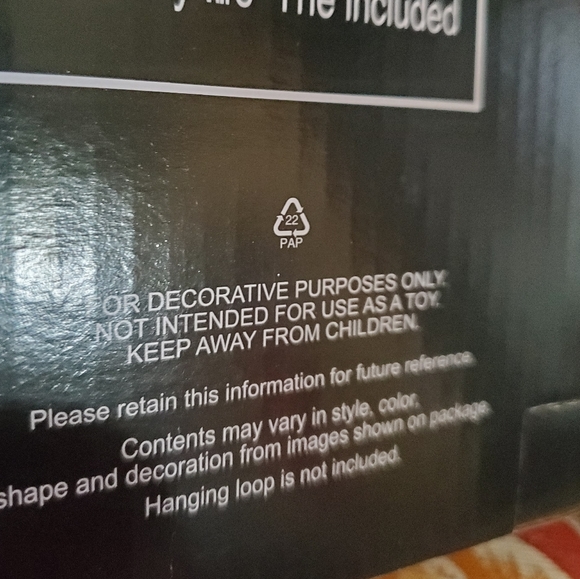 The included
22
PAP
OR DECORATIVE PURPOSES ONLY.
NOT INTENDED FOR USE AS A TOY.
KEEP AWAY FROM CHILDREN.
Please retain this information for future reference.
Contents may vary in style, color,
shape and decoration from images shown on package.
Hanging loop is not included.